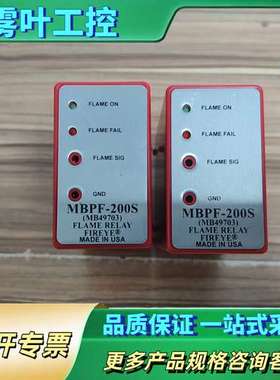 雾叶工控
FLAME ON
FLAME FAIL
FLAME SIG
GND
MBPF-200S
(MB49703)
FLAME RELAY
FIREYE®
MADE IN USA
FLAME ON
FLAME FAIL
FLAME SIG
GND
MBPF-200S
(MB49703)
FLAME RELAY
FIREYE®
MADE IN USA
品质保证 一站式采
开专票
更多产品规格咨询客